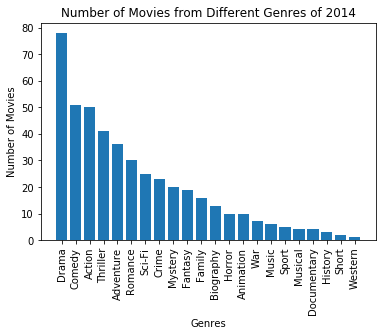 Number of Movies from Different Genres of 2014
Number of Movies
80
70
60
50
40
30
20
10
0
Drama
Comedy
Action
Thriller
Adventure
Romance
Sci-Fi
Crime
Mystery
Fantasy
Family
Biography
Horror
Animation
War
Music
Sport
Musical
Documentary
History
Short
Western
Genres